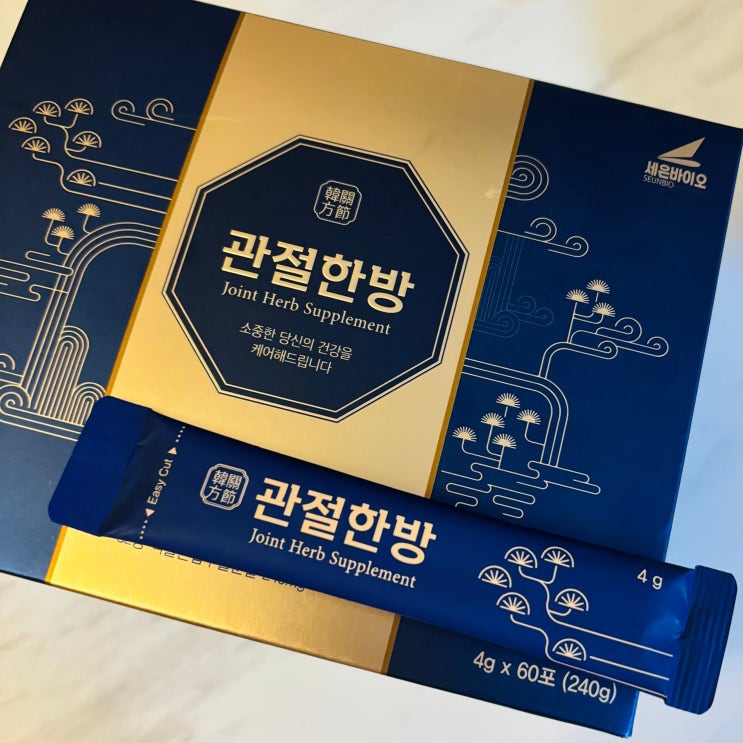 세은바이오
SEUNBIO
韓關
方節
관절한방
Joint Herb Supplement
소중한 당신의 건강을
케어해드립니다
Easy Cut
韓關
方節
관절한방
Joint Herb Supplement
4 g
4g x 60포 (240g)